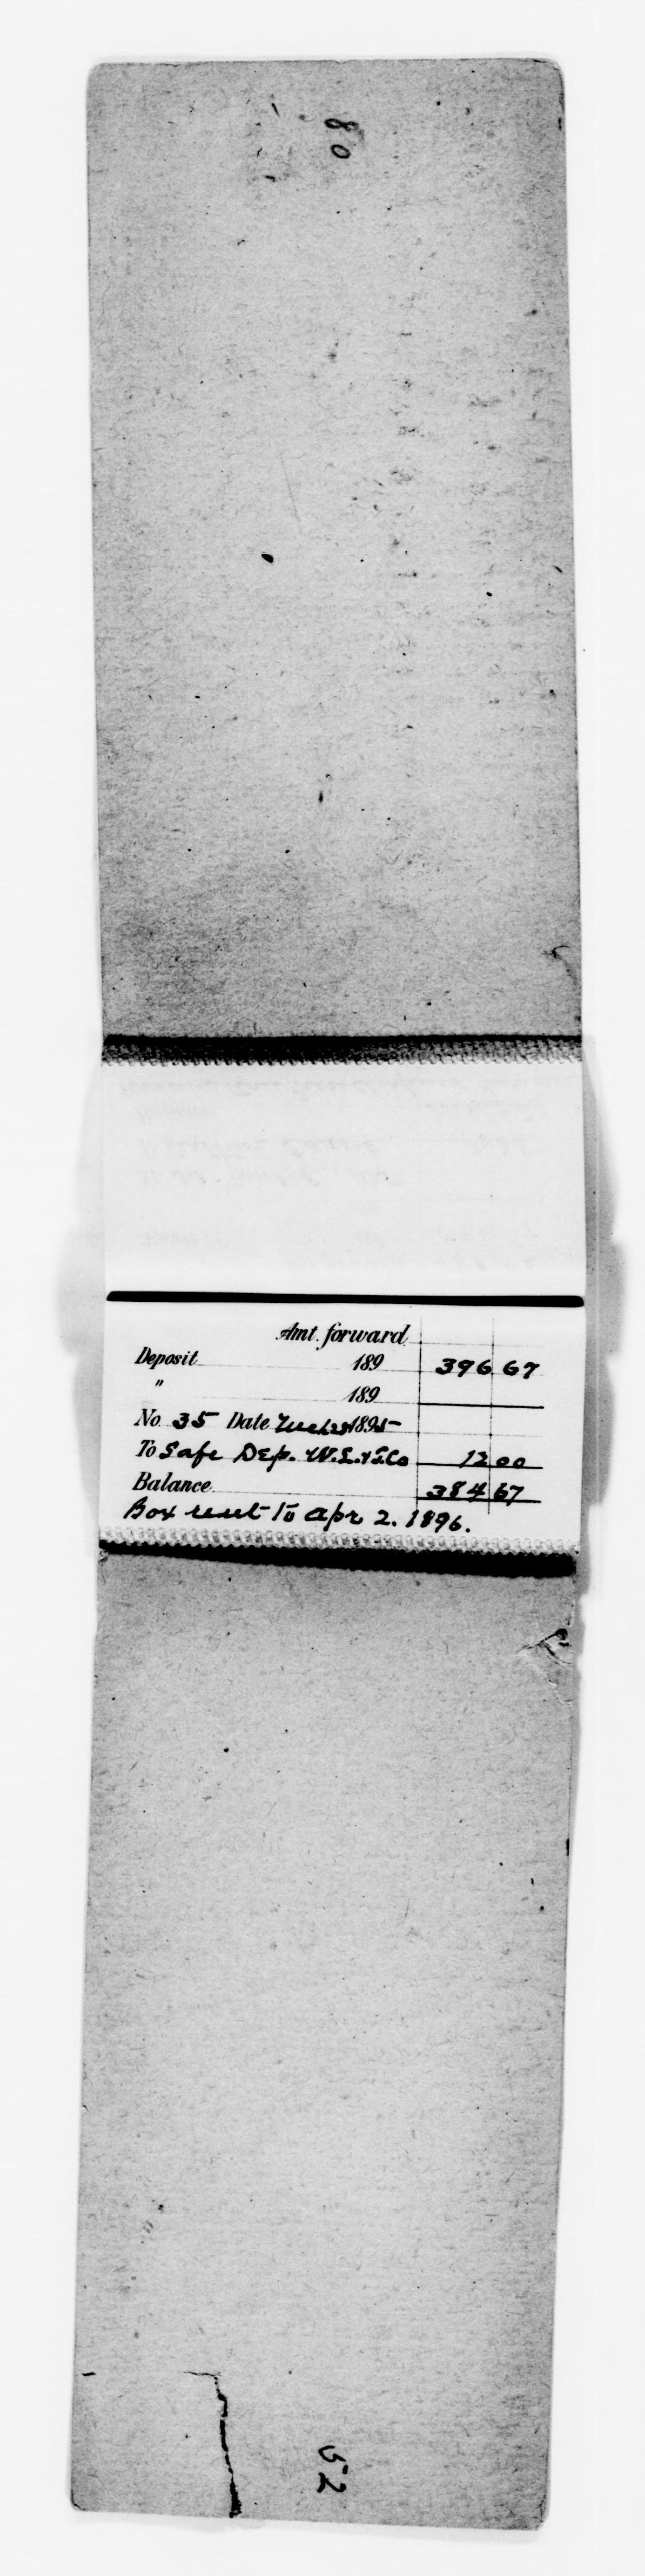 80
Amt. forward
Deposit 189 396 67
" 189
No. 35 Date 1895
To Safe Dep. W.L.&T.Co 12 00
Balance 384 67
Box rent to Apr 2. 1896.
52